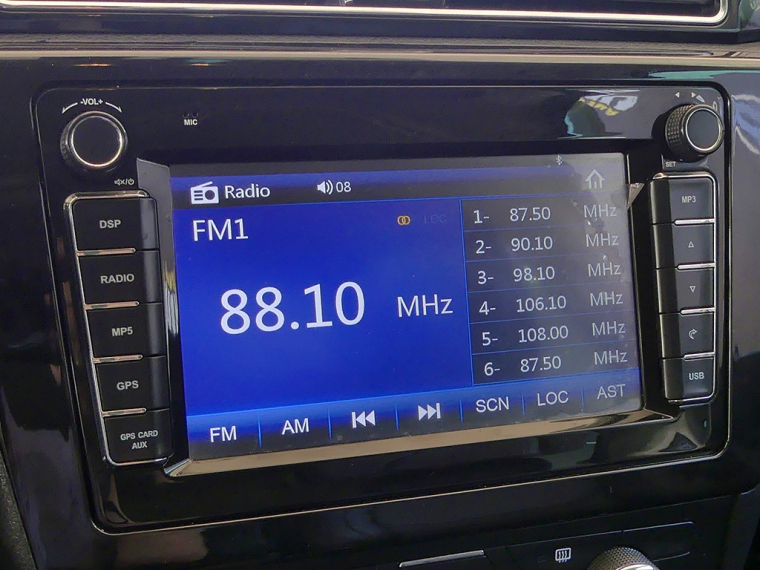 -VOL+
MIC
DSP
RADIO
MP5
GPS
GPS CARD
AUX
Radio 08
FM1 LOC
88.10 MHz
1- 87.50 MHz
2- 90.10 MHz
3- 98.10 MHz
4- 106.10 MHz
5- 108.00 MHz
6- 87.50 MHz
FM AM SCN LOC AST
SET
MP3
USB